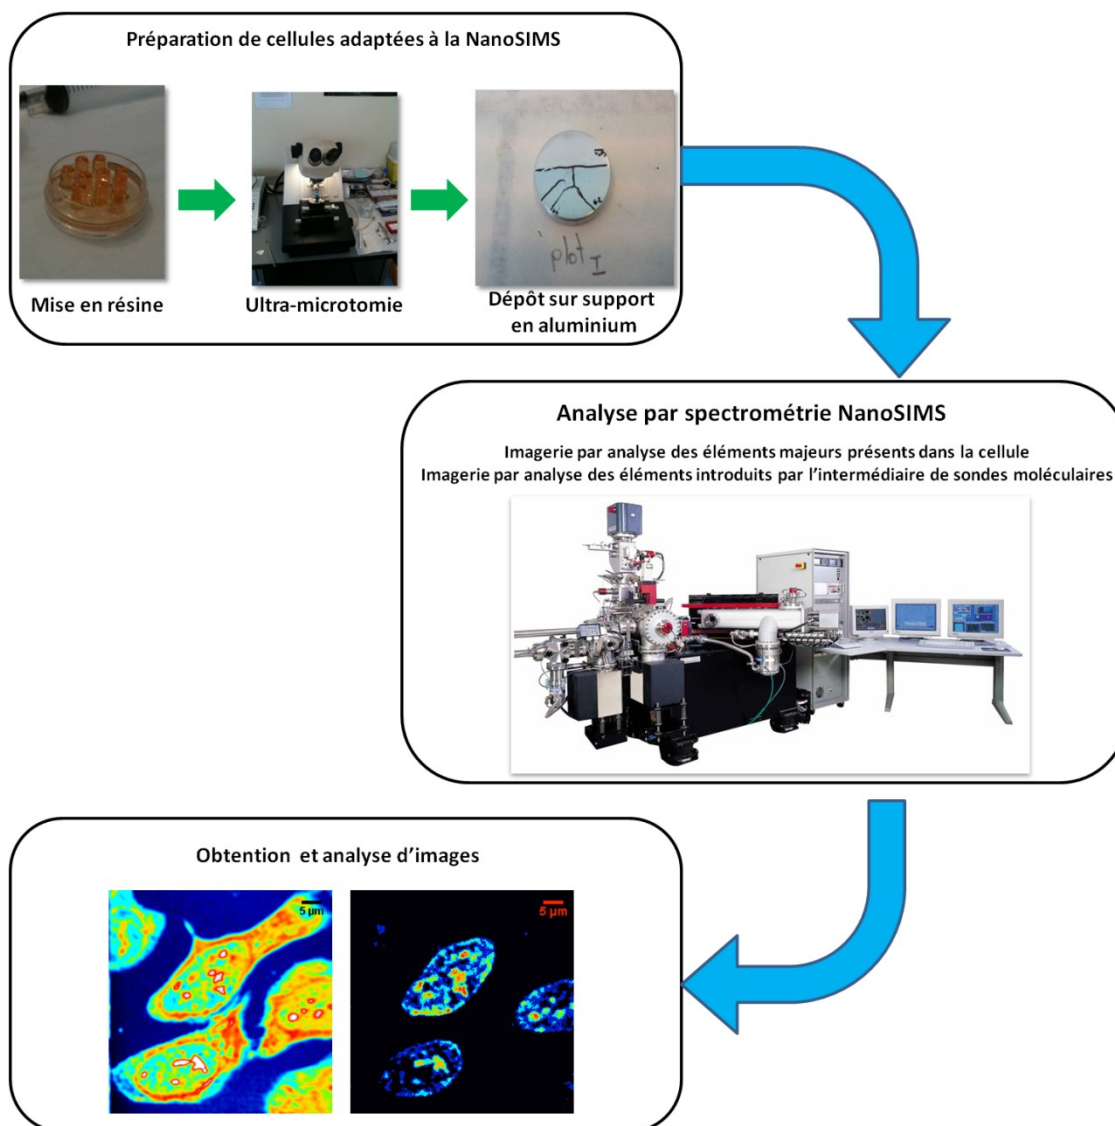 Préparation de cellules adaptées à la NanoSIMS
plot I
Mise en résine
Ultra-microtomie
Dépôt sur support
en aluminium
Analyse par spectrométrie NanoSIMS
Imagerie par analyse des éléments majeurs présents dans la cellule
Imagerie par analyse des éléments introduits par l'intermédiaire de sondes moléculaires
Obtention et analyse d'images
5 µm
5 µm